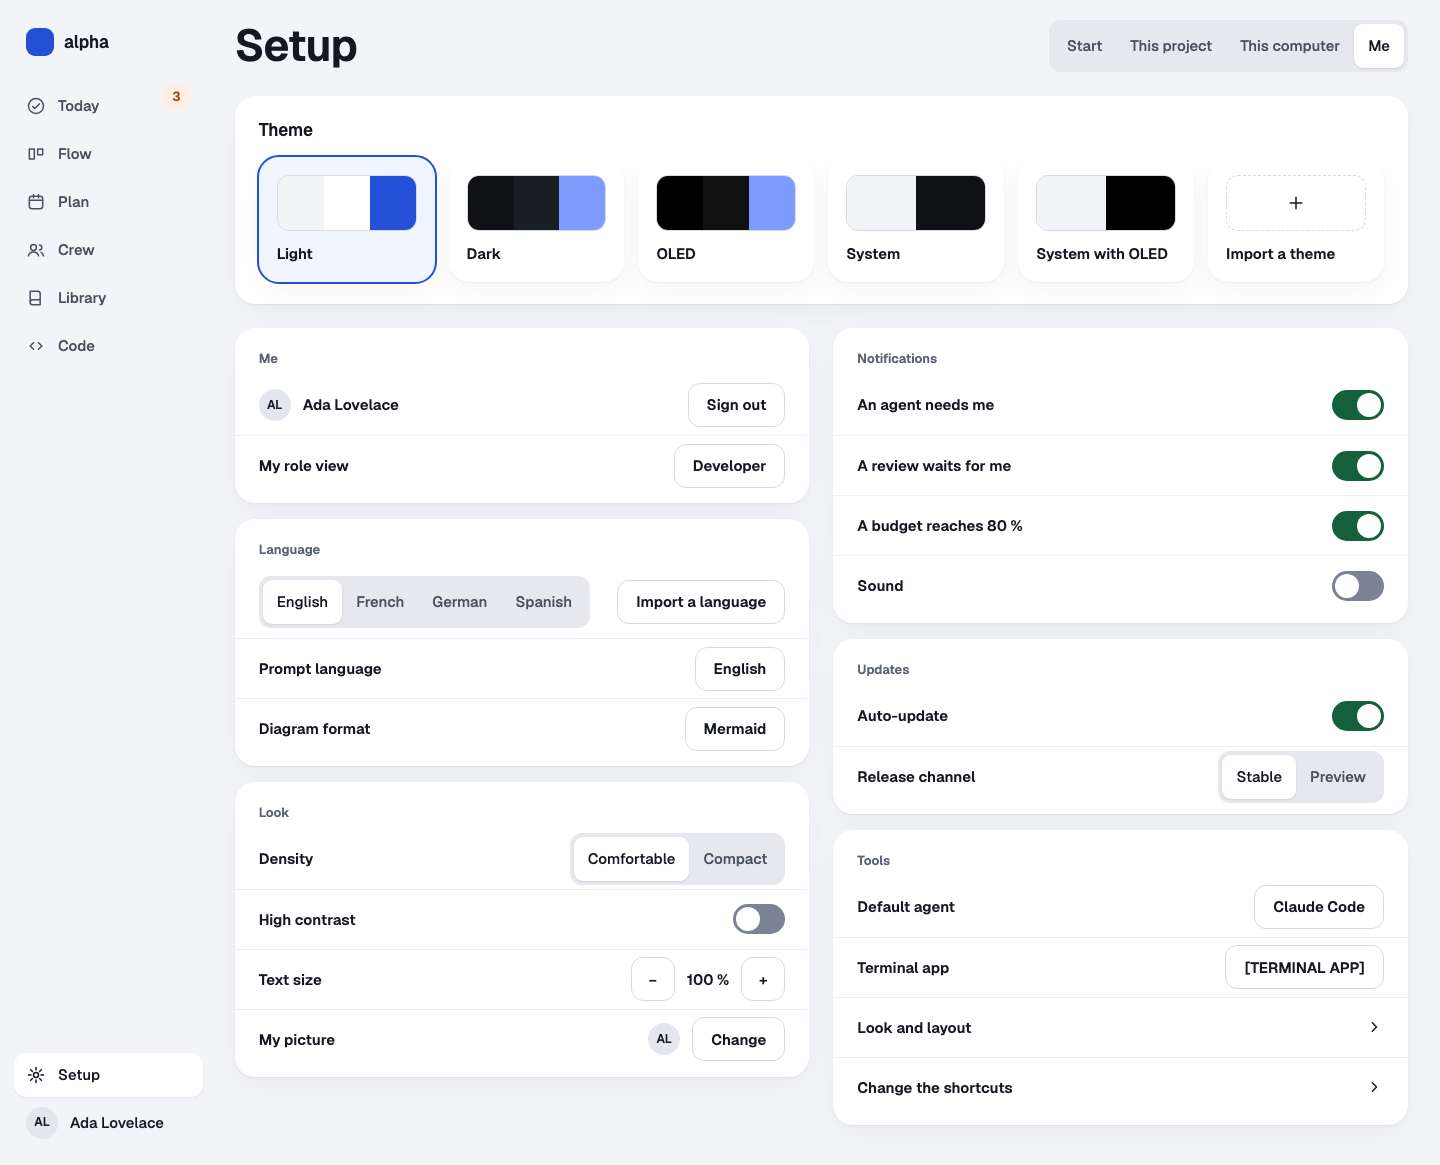 alpha
Today
3
Flow
Plan
Crew
Library
Code
Setup
AL
Ada Lovelace
Setup
Start
This project
This computer
Me
Theme
Light
Dark
OLED
System
System with OLED
Import a theme
Me
AL
Ada Lovelace
Sign out
My role view
Developer
Language
English
French
German
Spanish
Import a language
Prompt language
English
Diagram format
Mermaid
Look
Density
Comfortable
Compact
High contrast
Text size
−
100 %
+
My picture
AL
Change
Notifications
An agent needs me
A review waits for me
A budget reaches 80 %
Sound
Updates
Auto-update
Release channel
Stable
Preview
Tools
Default agent
Claude Code
Terminal app
[TERMINAL APP]
Look and layout
Change the shortcuts